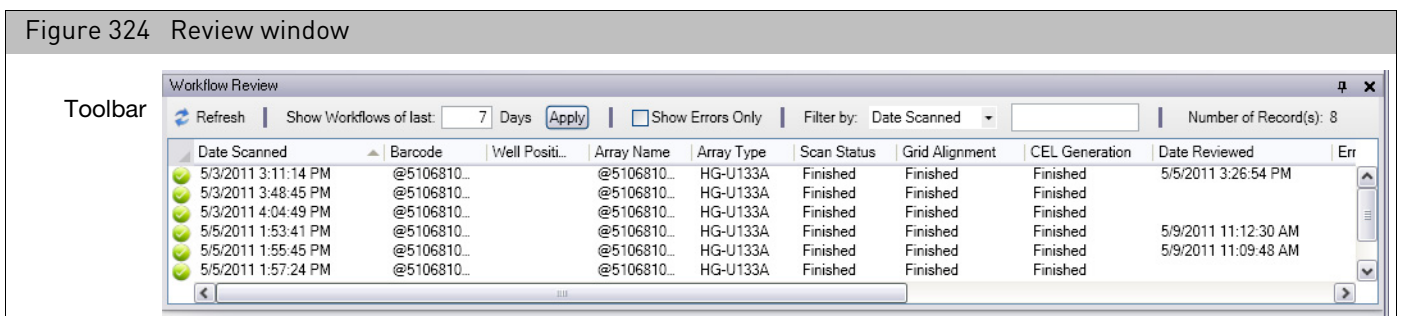 Figure 324 Review window
Toolbar
Workflow Review
Refresh Show Workflows of last: 7 Days Apply Show Errors Only Filter by: Date Scanned Number of Record(s): 8
Date Scanned Barcode Well Positi... Array Name Array Type Scan Status Grid Alignment CEL Generation Date Reviewed Err
5/3/2011 3:11:14 PM @5106810... @5106810... HG-U133A Finished Finished Finished 5/5/2011 3:26:54 PM
5/3/2011 3:48:45 PM @5106810... @5106810... HG-U133A Finished Finished Finished
5/3/2011 4:04:49 PM @5106810... @5106810... HG-U133A Finished Finished Finished
5/5/2011 1:53:41 PM @5106810... @5106810... HG-U133A Finished Finished Finished 5/9/2011 11:12:30 AM
5/5/2011 1:55:45 PM @5106810... @5106810... HG-U133A Finished Finished Finished 5/9/2011 11:09:48 AM
5/5/2011 1:57:24 PM @5106810... @5106810... HG-U133A Finished Finished Finished